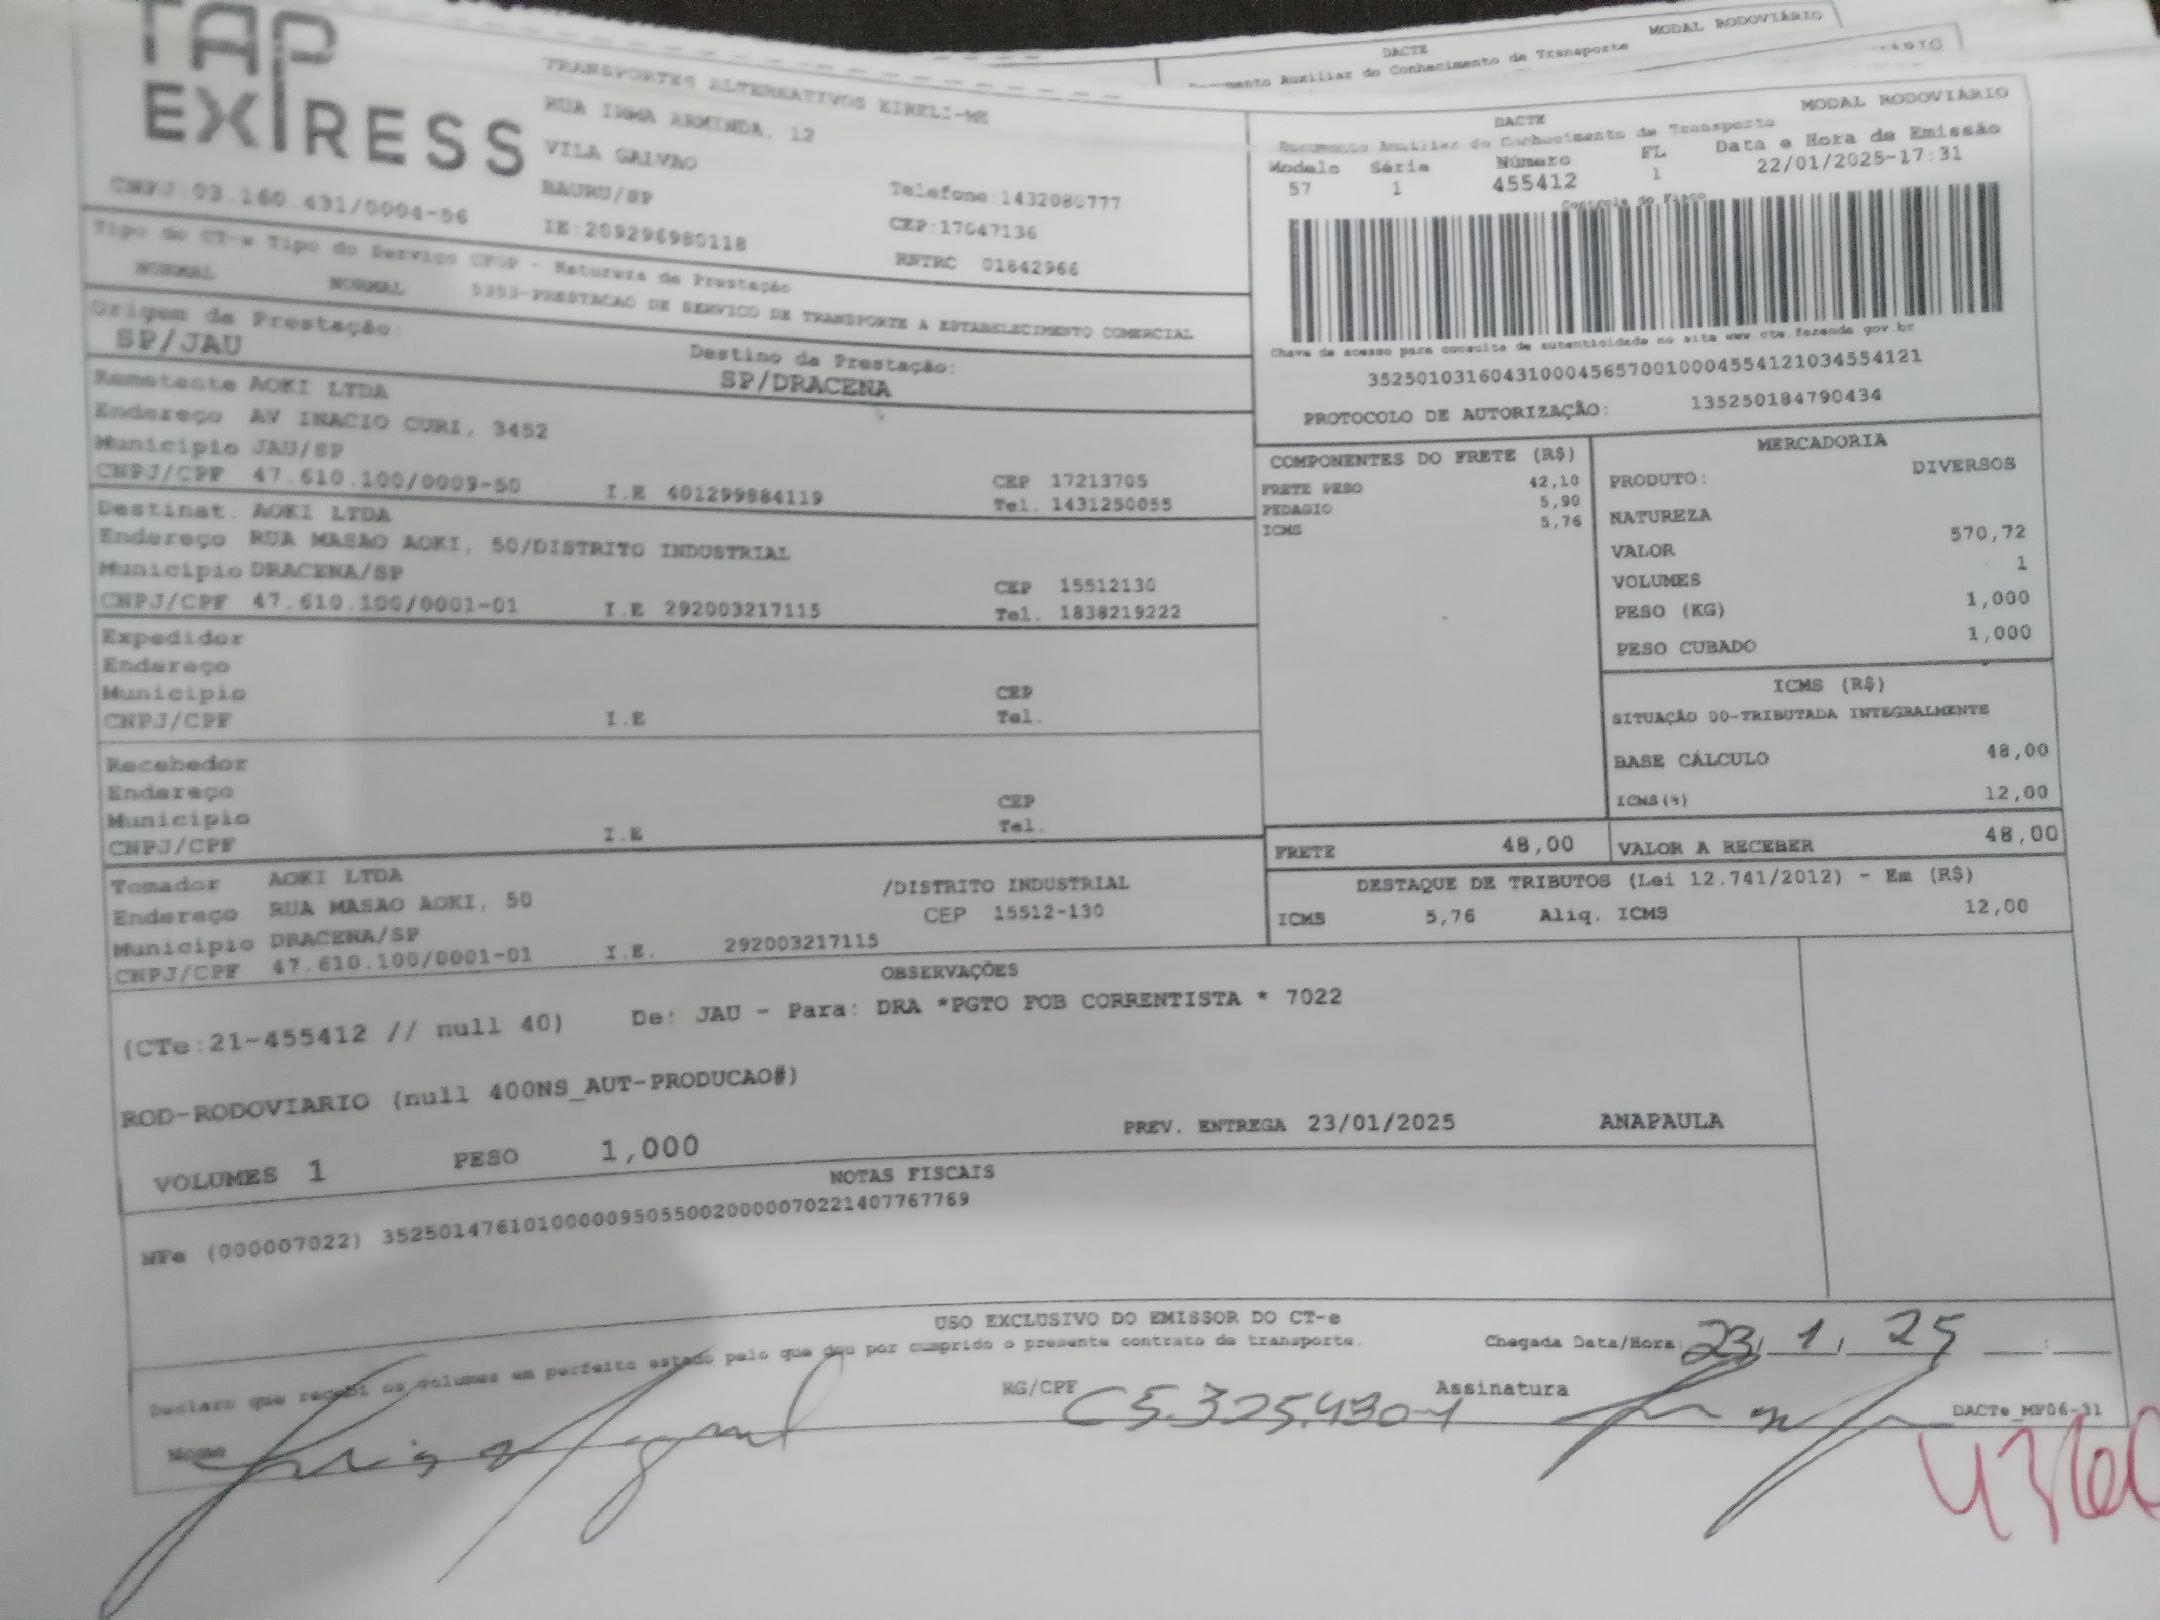 DACTE
MODAL RODOVIÁRIO
Documento Auxiliar do Conhecimento de Transporte
TAP EXPRESS
TRANSPORTES ALTERNATIVOS EIRELI-ME
RUA IRMA ARMINDA, 12
VILA GALVAO
BAURU/SP Telefone:1432080777
CNPJ:03.160.431/0004-56 IE:209296980118 CEP:17047136
RNTRC 01842966
DACTE MODAL RODOVIÁRIO
Documento Auxiliar do Conhecimento de Transporte
Modelo Série Número FL Data e Hora de Emissão
57 1 455412 1 22/01/2025-17:31
Controle do Fisco
Chave de acesso para consulta de autenticidade no site www.cte.fazenda gov.br
35250103160431000456570010004554121034554121
PROTOCOLO DE AUTORIZAÇÃO: 135250184790434
Tipo do CT-e Tipo do Serviço CFOP - Natureza da Prestação
NORMAL NORMAL 5353-PRESTACAO DE SERVICO DE TRANSPORTE A ESTABELECIMENTO COMERCIAL
Origem da Prestação: Destino da Prestação:
SP/JAU SP/DRACENA
Remetente AOKI LTDA
Endereço AV INACIO CURI, 3452
Municipio JAU/SP CEP 17213705
CNPJ/CPF 47.610.100/0009-50 I.E 401299884119 Tel. 1431250055
Destinat. AOKI LTDA
Endereço RUA MASAO AOKI, 50/DISTRITO INDUSTRIAL
Municipio DRACENA/SP CEP 15512130
CNPJ/CPF 47.610.100/0001-01 I.E 292003217115 Tel. 1838219222
Expedidor
Endereço
Municipio CEP
CNPJ/CPF I.E Tel.
Recebedor
Endereço
Municipio CEP
CNPJ/CPF I.E Tel.
Tomador AOKI LTDA
Endereço RUA MASAO AOKI, 50 /DISTRITO INDUSTRIAL
Municipio DRACENA/SP CEP 15512-130
CNPJ/CPF 47.610.100/0001-01 I.E. 292003217115
COMPONENTES DO FRETE (R$)
FRETE PESO 42,10
PEDAGIO 5,90
ICMS 5,76
MERCADORIA
PRODUTO: DIVERSOS
NATUREZA
VALOR 570,72
VOLUMES 1
PESO (KG) 1,000
PESO CUBADO 1,000
ICMS (R$)
SITUAÇÃO 00-TRIBUTADA INTEGRALMENTE
BASE CÁLCULO 48,00
ICMS(%) 12,00
FRETE 48,00 VALOR A RECEBER 48,00
DESTAQUE DE TRIBUTOS (Lei 12.741/2012) - Em (R$)
ICMS 5,76 Aliq. ICMS 12,00
OBSERVAÇÕES
(CTe:21-455412 // null 40) De: JAU - Para: DRA *PGTO FOB CORRENTISTA * 7022
ROD-RODOVIARIO (null 400NS_AUT-PRODUCAO#)
VOLUMES 1 PESO 1,000 PREV. ENTREGA 23/01/2025 ANAPAULA
NOTAS FISCAIS
NFe (000007022) 35250147610100000950550020000070221407767769
USO EXCLUSIVO DO EMISSOR DO CT-e
Declaro que recebi os volumes em perfeito estado pelo que dou por cumprido o presente contrato de transporte. Chegada Data/Hora: 23/ 1 / 25 __:__
Nome RG/CPF Assinatura
DACTe_MF06-31